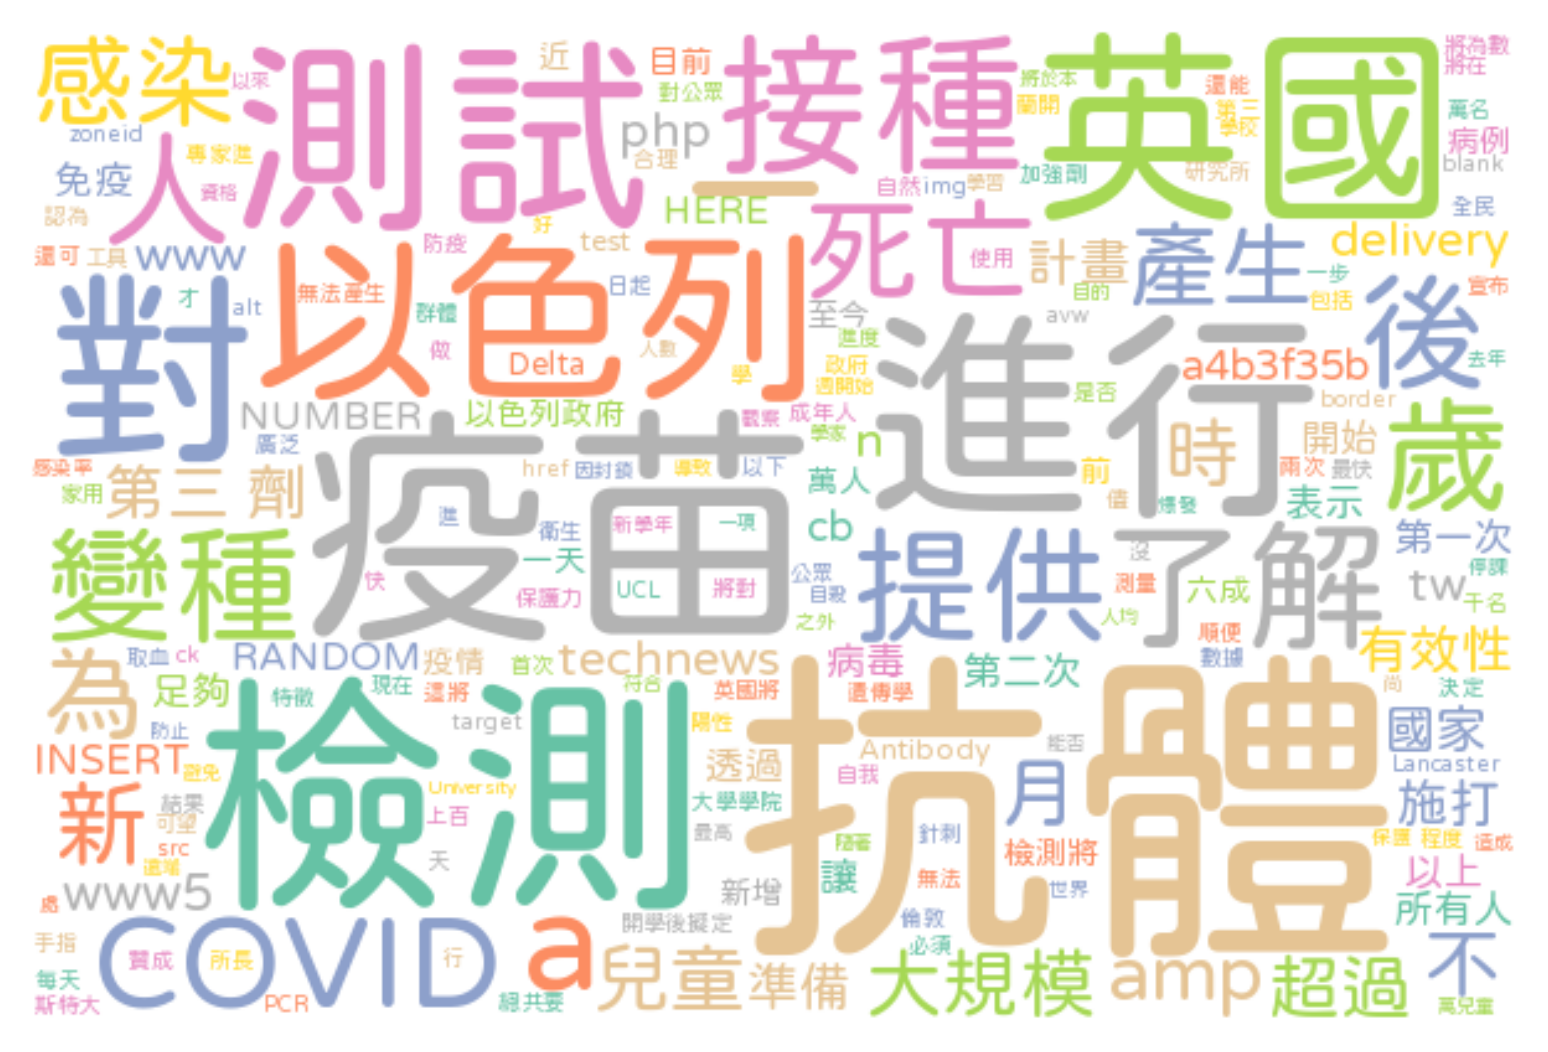 感染
以來
測試
近
目前
接種
英國
將為數
將在
zoneid
人
專家進
資格
對公眾
php
合理
將於本
蘭開
還能
第三
學校
萬名
病例
免疫
認為
一
HERE
自然
img
學習
加強劑
研究所
blank
全民
還可
工具
www
防疫
好
test
死亡
使用
計畫
目的
產生
一步
包括
delivery
宣布
對
才
alt
以色列
無法產生
群體
做
日起
Delta
人數
學
至今
進度
政府
週開始
avw
進行
a4b3f35b
後
去年
NUMBER
廣泛
以色列政府
觀察
成年人
學家
n
是否
border
歲
感染率
家用
第三劑
疫苗
href
因封鎖
導致
以下
萬人
前
值
爆發
時
開始
兩次
最快
表示
進
衛生
新學年
一項
cb
變種
快
一天
保護力
UCL
將對
公眾
自殺
之外
提供
沒
測量
人均
了解
六成
第一次
tw
停課
千名
順便
數據
有效性
為
取血
ck
RANDOM
疫情
首次
technews
病毒
第二次
足夠
特徵
現在
這將
符合
英國將
遺傳學
尚
決定
防止
檢測
target
陽性
抗體
Antibody
能否
國家
Lancaster
INSERT
避免
透過
自我
月
新
結果
可望
src
這端
University
上百
大學學院
最高
隨著
針刺
檢測將
施打
保護
程度
造成
天
讓
無法
世界
以上
處
www5
新增
倫敦
必須
所有人
手指
每天
斯特大
COVID
贊成
所長
行
PCR
a
總共要
開學後擬定
兒童
準備
大規模
amp
超過
不
萬兒童